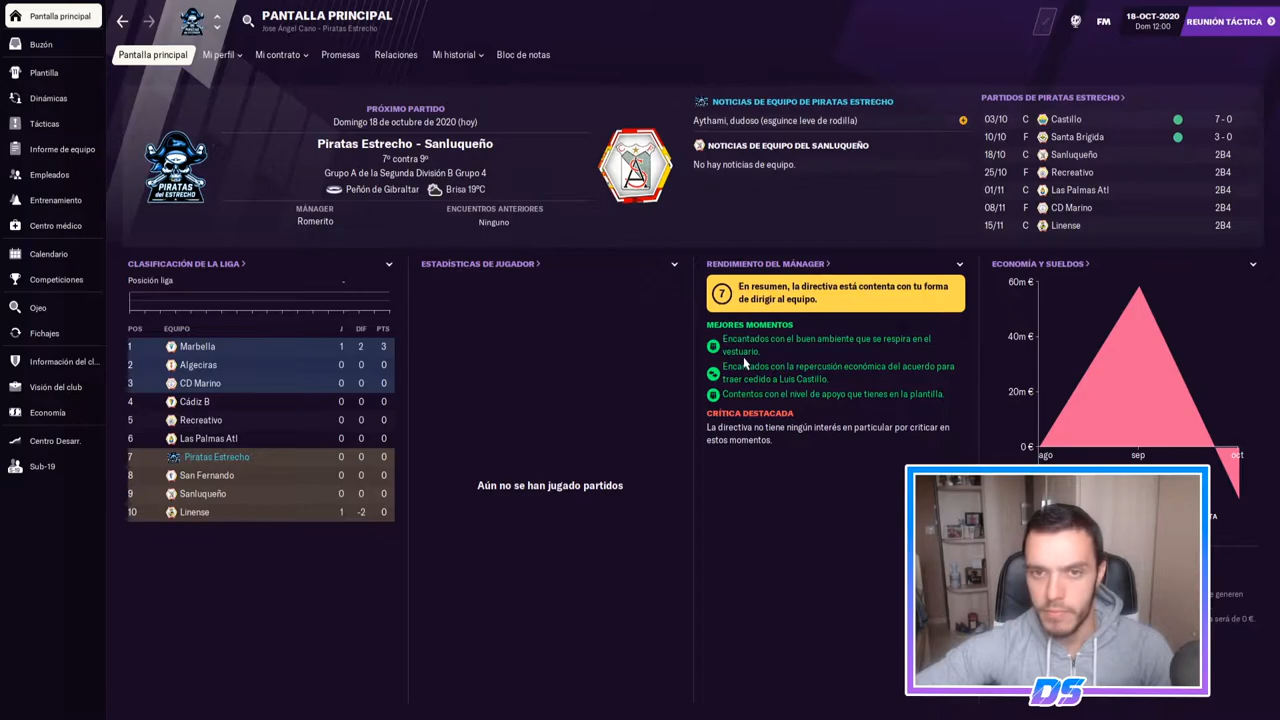 Pantalla principal
Buzón
Plantilla
Dinámicas
Tácticas
Informe de equipo
Empleados
Entrenamiento
Centro médico
Calendario
Competiciones
Ojeo
Fichajes
Información del cl...
Visión del club
Economía
Centro Desarr.
Sub-19
PANTALLA PRINCIPAL
Jose Angel Cano - Piratas Estrecho
FM
18-OCT-2020
Dom 12:00
REUNIÓN TÁCTICA
Pantalla principal
Mi perfil
Mi contrato
Promesas
Relaciones
Mi historial
Bloc de notas
PRÓXIMO PARTIDO
Domingo 18 de octubre de 2020 (hoy)
Piratas Estrecho - Sanluqueño
7º contra 9º
Grupo A de la Segunda División B Grupo 4
Peñón de Gibraltar Brisa 19ºC
MÁNAGER
Romerito
ENCUENTROS ANTERIORES
Ninguno
PIRATAS
del ESTRECHO
NOTICIAS DE EQUIPO DE PIRATAS ESTRECHO
Aythami, dudoso (esguince leve de rodilla)
NOTICIAS DE EQUIPO DEL SANLUQUEÑO
No hay noticias de equipo.
PARTIDOS DE PIRATAS ESTRECHO
03/10 C Castillo 7 - 0
10/10 F Santa Brígida 3 - 0
18/10 C Sanluqueño 2B4
25/10 F Recreativo 2B4
01/11 C Las Palmas Atl 2B4
08/11 F CD Marino 2B4
15/11 C Linense 2B4
CLASIFICACIÓN DE LA LIGA
Posición liga -
POS EQUIPO J DIF PTS
1 Marbella 1 2 3
2 Algeciras 0 0 0
3 CD Marino 0 0 0
4 Cádiz B 0 0 0
5 Recreativo 0 0 0
6 Las Palmas Atl 0 0 0
7 Piratas Estrecho 0 0 0
8 San Fernando 0 0 0
9 Sanluqueño 0 0 0
10 Linense 1 -2 0
ESTADÍSTICAS DE JUGADOR
Aún no se han jugado partidos
RENDIMIENTO DEL MÁNAGER
7
En resumen, la directiva está contenta con tu forma
de dirigir al equipo.
MEJORES MOMENTOS
Encantados con el buen ambiente que se respira en el
vestuario.
Encantados con la repercusión económica del acuerdo para
traer cedido a Luis Castillo.
Contentos con el nivel de apoyo que tienes en la plantilla.
CRÍTICA DESTACADA
La directiva no tiene ningún interés en particular por criticar
en estos momentos.
ECONOMÍA Y SUELDOS
60m €
40m €
20m €
0 €
ago sep oct
TA
e generen
a será de 0 €.
DS